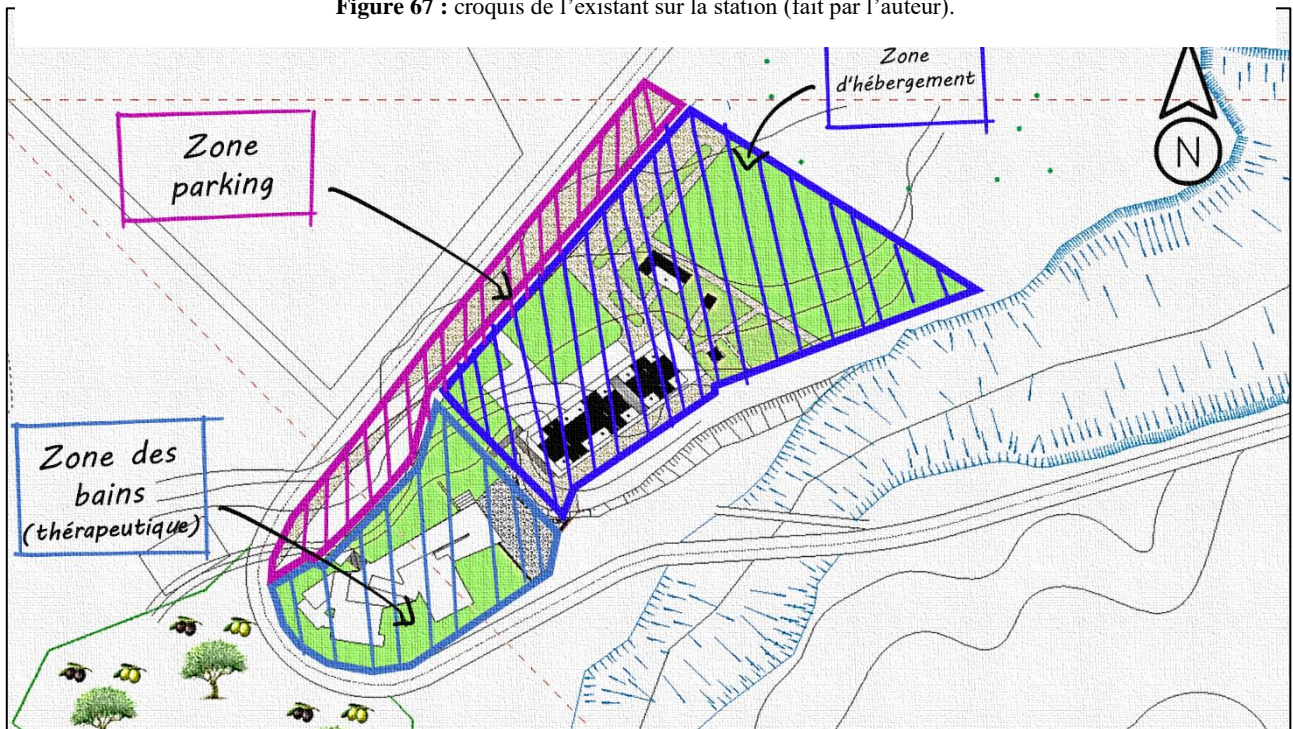 Figure 67 : croquis de l'existant sur la station (fait par l'auteur).
Zone
d'hébergement
Zone
parking
N
Zone des
bains
(thérapeutique)